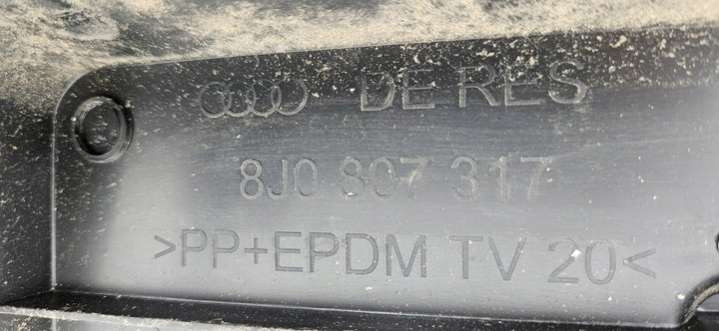 DE RES
8J0 807 317
>PP+EPDM TV 20<